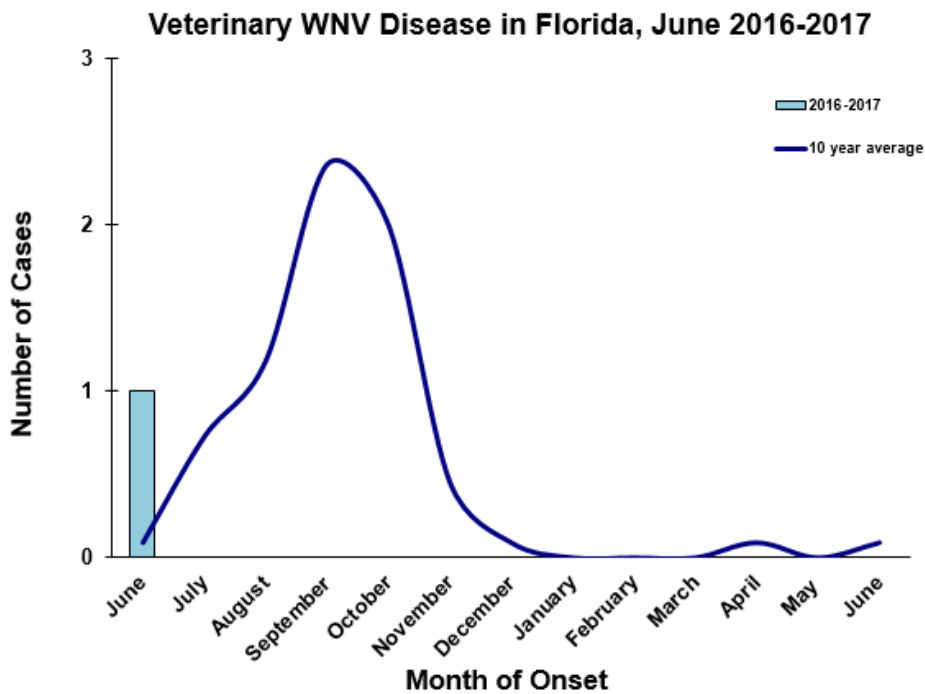 Veterinary WNV Disease in Florida, June 2016-2017
3
2016-2017
10 year average
2
Number of Cases
1
0
June
July
August
September
October
November
December
January
February
March
April
May
June
Month of Onset